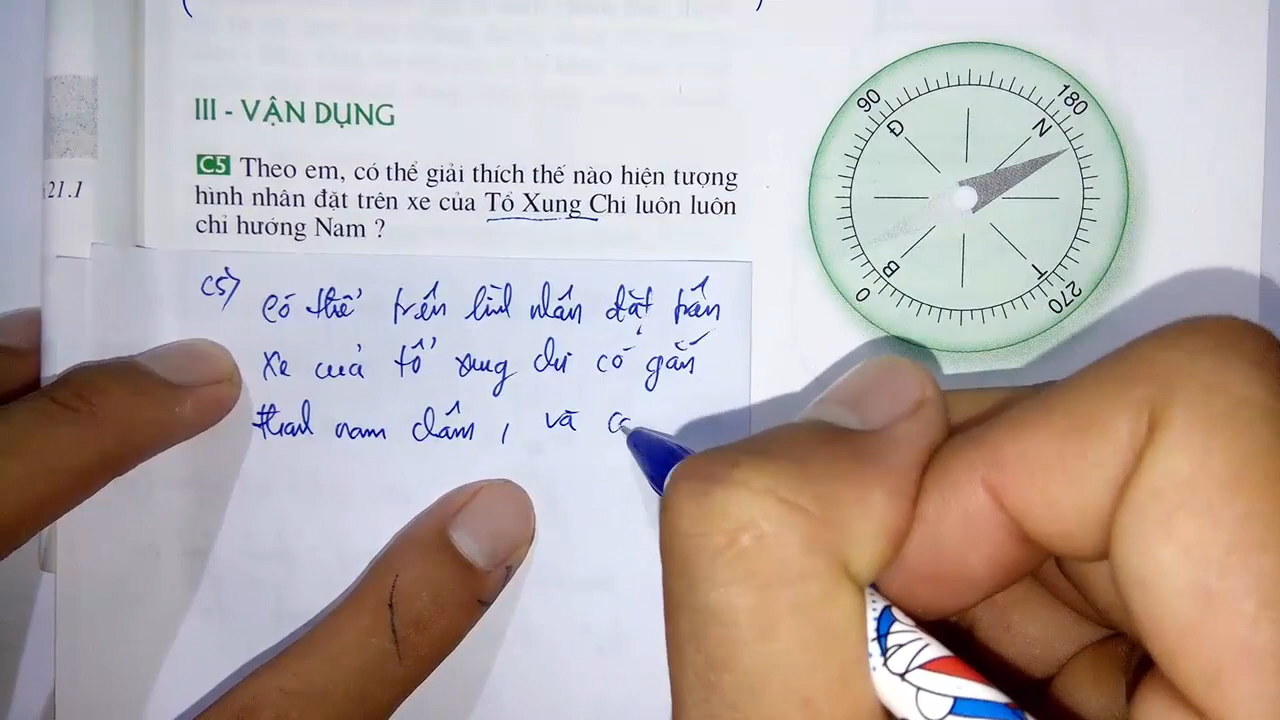 III - VẬN DỤNG
C5 Theo em, có thể giải thích thế nào hiện tượng
hình nhân đặt trên xe của Tổ Xung Chi luôn luôn
chỉ hướng Nam ?
21.1
C5)
có thể trên hình nhân đặt trên
xe của tổ xung chi có gắn
thanh nam châm, và
90
180
270
0
Đ
N
B
T